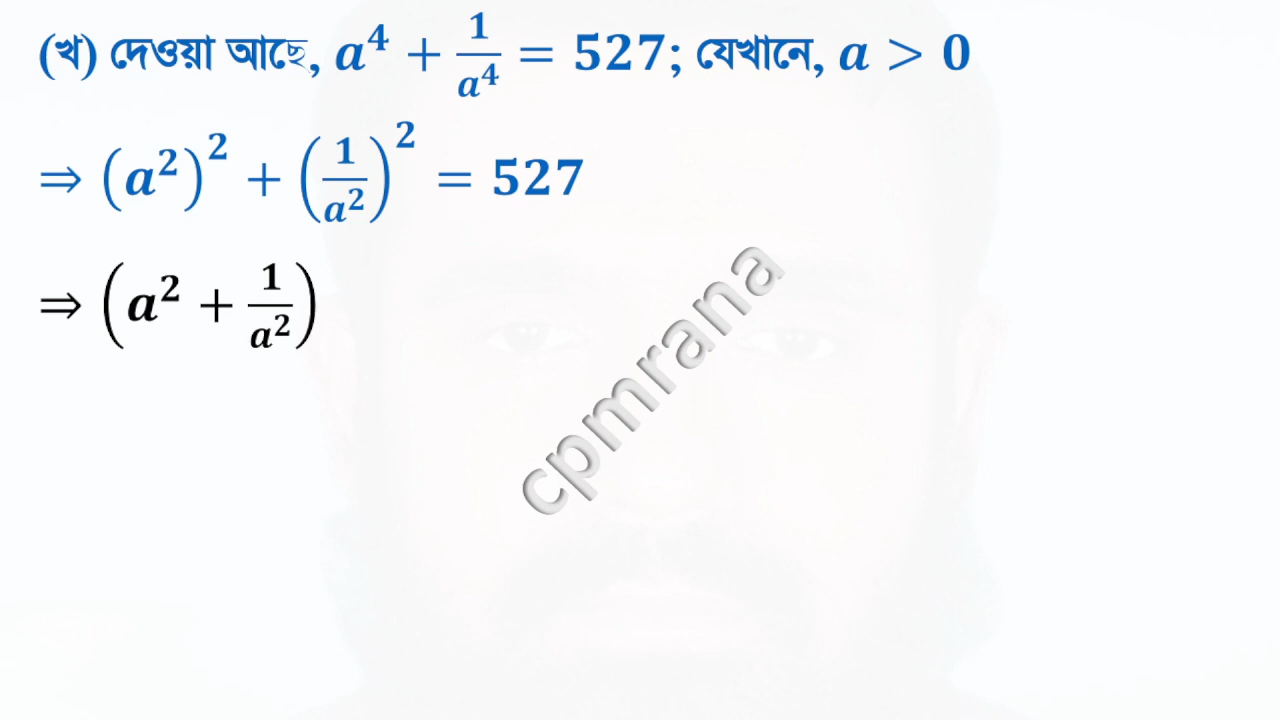 (খ) দেওয়া আছে, a⁴ + 1/a⁴ = 527; যেখানে, a > 0
⇒ (a²)² + (1/a²)² = 527
⇒ (a² + 1/a²)
cpmrana